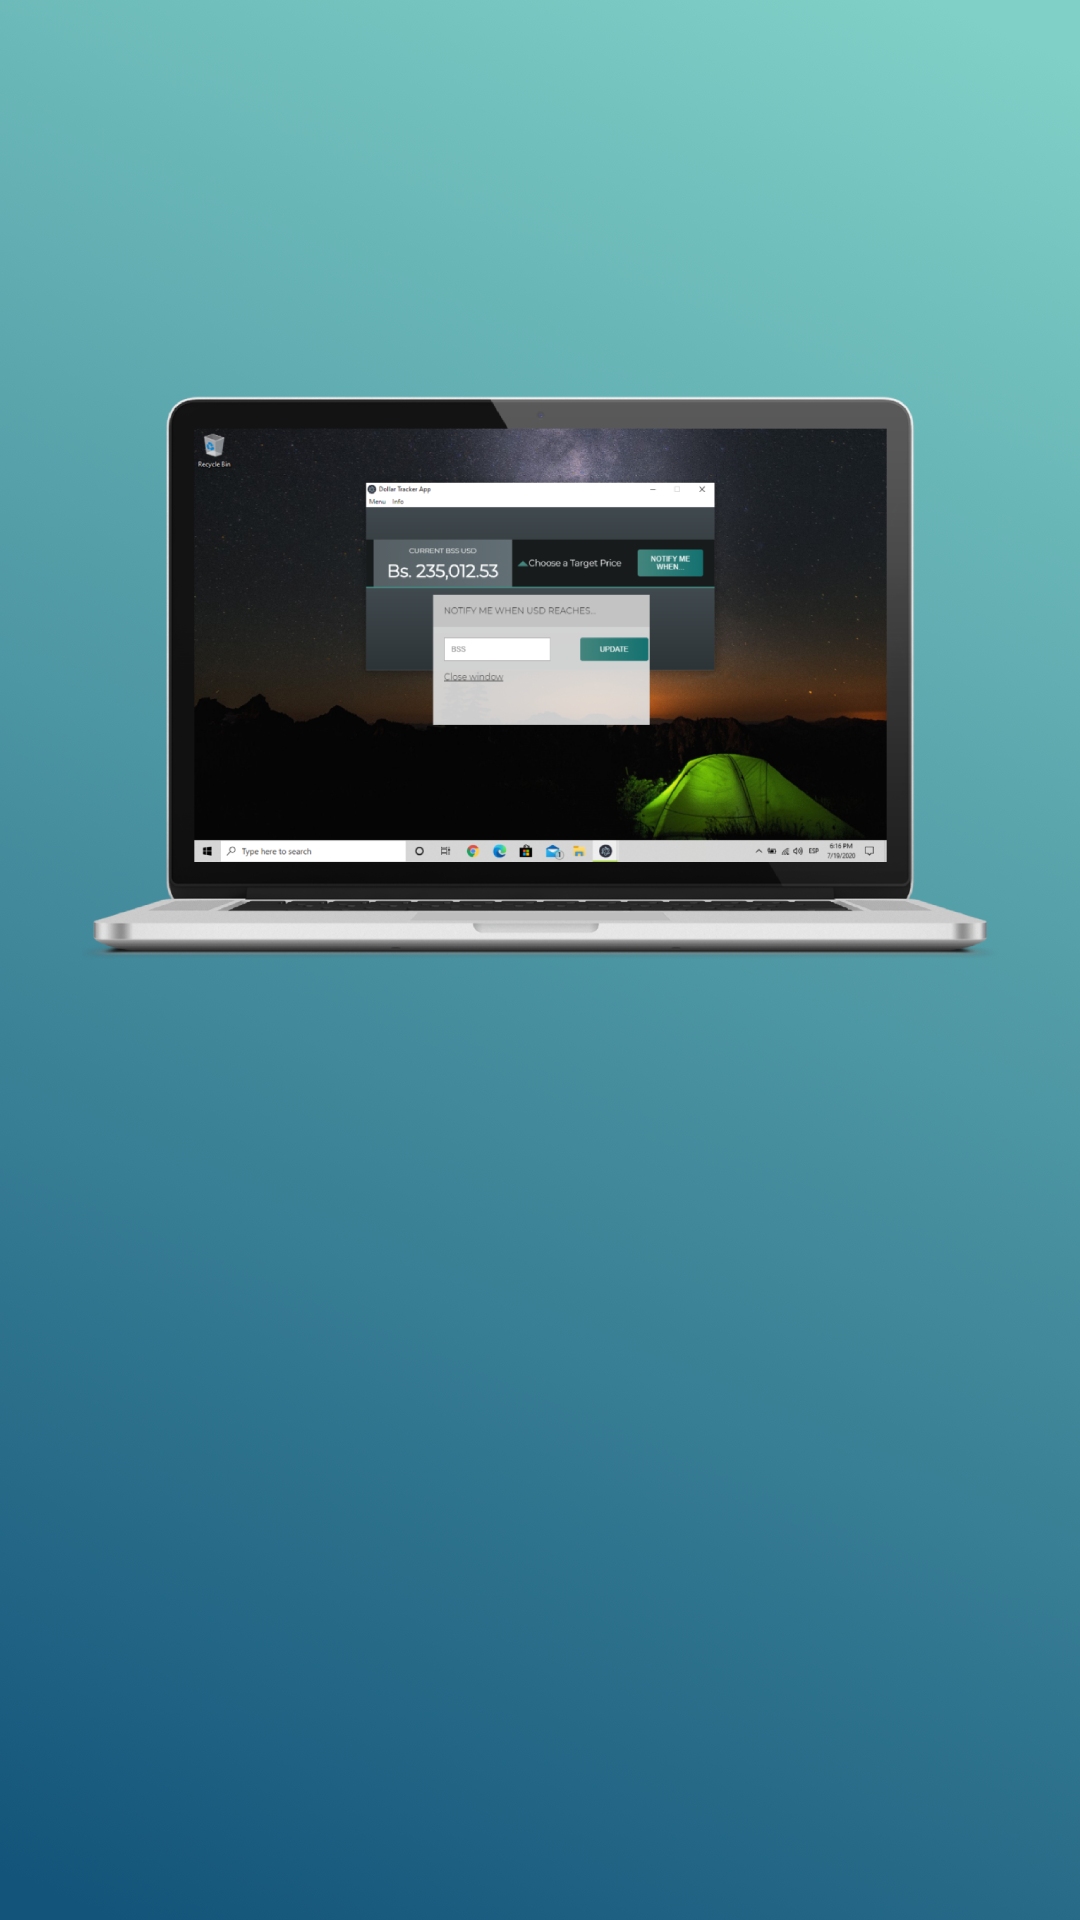 Recycle Bin
Dollar Tracker App
Menu Info
CURRENT BSS USD
Bs. 235,012.53
Choose a Target Price
NOTIFY ME
WHEN...
NOTIFY ME WHEN USD REACHES...
BSS
UPDATE
Close window
Type here to search
1
ESP
6:16 PM
7/19/2020